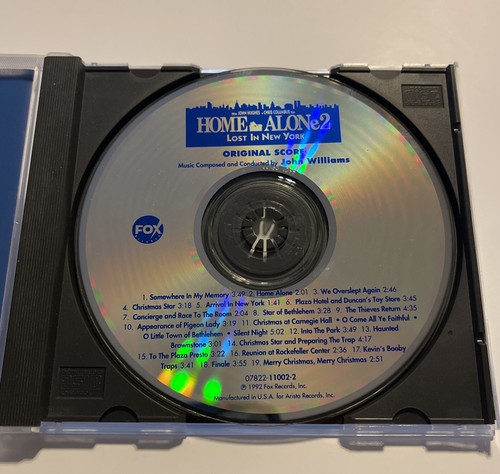 from JOHN HUGHES a CHRIS COLUMBUS film
HOME ALONe2
LOST IN NEW YORK
ORIGINAL SCORE
Music Composed and Conducted by John Williams
FOX
1. Somewhere In My Memory 3:49 2. Home Alone 2:01 3. We Overslept Again 2:46
4. Christmas Star 3:18 5. Arrival In New York 1:41 6. Plaza Hotel and Duncan's Toy Store 3:45
7. Concierge and Race To The Room 2:04 8. Star of Bethlehem 3:28 9. The Thieves Return 4:35
10. Appearance of Pigeon Lady 3:19 11. Christmas at Carnegie Hall • O Come All Ye Faithful •
O Little Town of Bethlehem • Silent Night 5:02 12. Into The Park 3:49 13. Haunted
Brownstone 3:01 14. Christmas Star and Preparing The Trap 4:17
15. To The Plaza Presto 3:22 16. Reunion at Rockefeller Center 2:36 17. Kevin's Booby
Traps 3:41 18. Finale 3:55 19. Merry Christmas, Merry Christmas 2:51
07822-11002-2
℗ 1992 Fox Records, Inc.
Manufactured in U.S.A. for Arista Records, Inc.